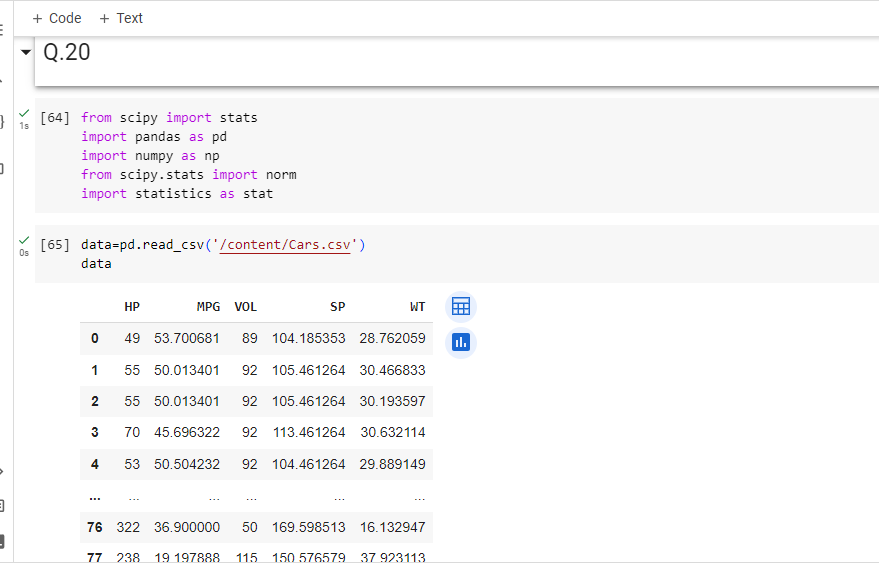 + Code + Text
Q.20
[64] from scipy import stats
1s
import pandas as pd
import numpy as np
from scipy.stats import norm
import statistics as stat
[65] data=pd.read_csv('/content/Cars.csv')
0s
data
HP MPG VOL SP WT
0 49 53.700681 89 104.185353 28.762059
1 55 50.013401 92 105.461264 30.466833
2 55 50.013401 92 105.461264 30.193597
3 70 45.696322 92 113.461264 30.632114
4 53 50.504232 92 104.461264 29.889149
... ... ... ... ... ...
76 322 36.900000 50 169.598513 16.132947
77 238 19.197888 115 150.576579 37.923113